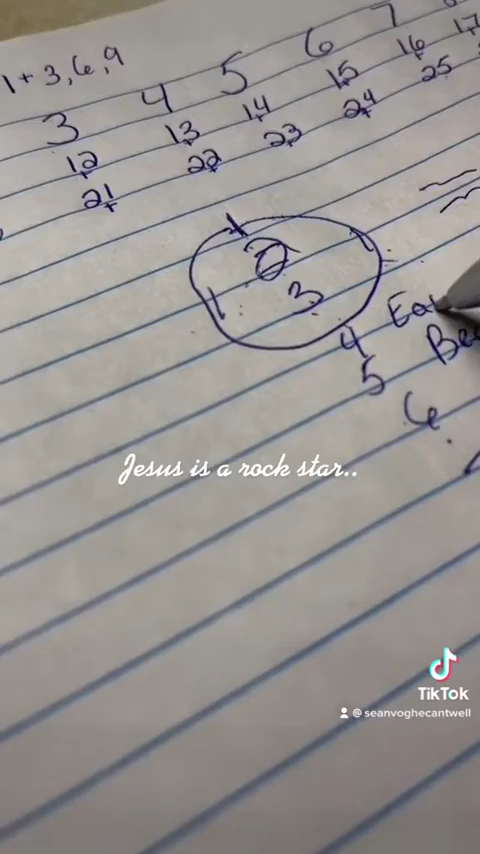 1 + 3, 6, 9
3 4 5 6 7
12 13 14 15 16 17
21 22 23 24 25
1 2 3
4
5
6
Jesus is a rock star..
TikTok
@seanvoghecantwell